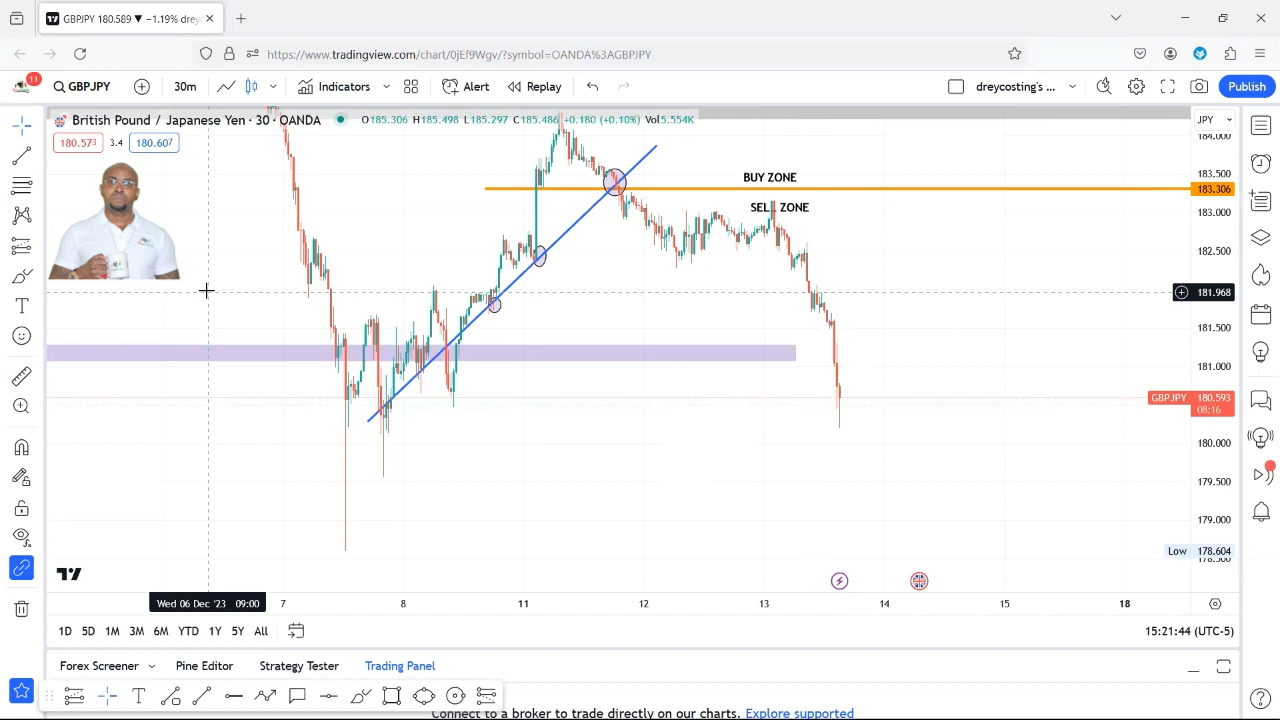 GBPJPY 180.589 ▼ −1.19% drey
https://www.tradingview.com/chart/0jEf9Wgv/?symbol=OANDA%3AGBPJPY
11
GBPJPY
30m
Indicators
Alert
Replay
dreycosting's ...
Publish
British Pound / Japanese Yen · 30 · OANDA
O185.306 H185.498 L185.297 C185.486 −0.180 (+0.10%) Vol5.554K
JPY
180.573
3.4
180.607
184.000
183.500
BUY ZONE
183.306
SELL ZONE
183.000
182.500
181.968
181.500
181.000
GBPJPY 180.593
08:16
180.000
179.500
179.000
Low 178.604
178.500
Wed 06 Dec '23 09:00
7
8
11
12
13
14
15
18
1D 5D 1M 3M 6M YTD 1Y 5Y All
15:21:44 (UTC-5)
Forex Screener
Pine Editor
Strategy Tester
Trading Panel
Connect to a broker to trade directly on our charts. Explore supported